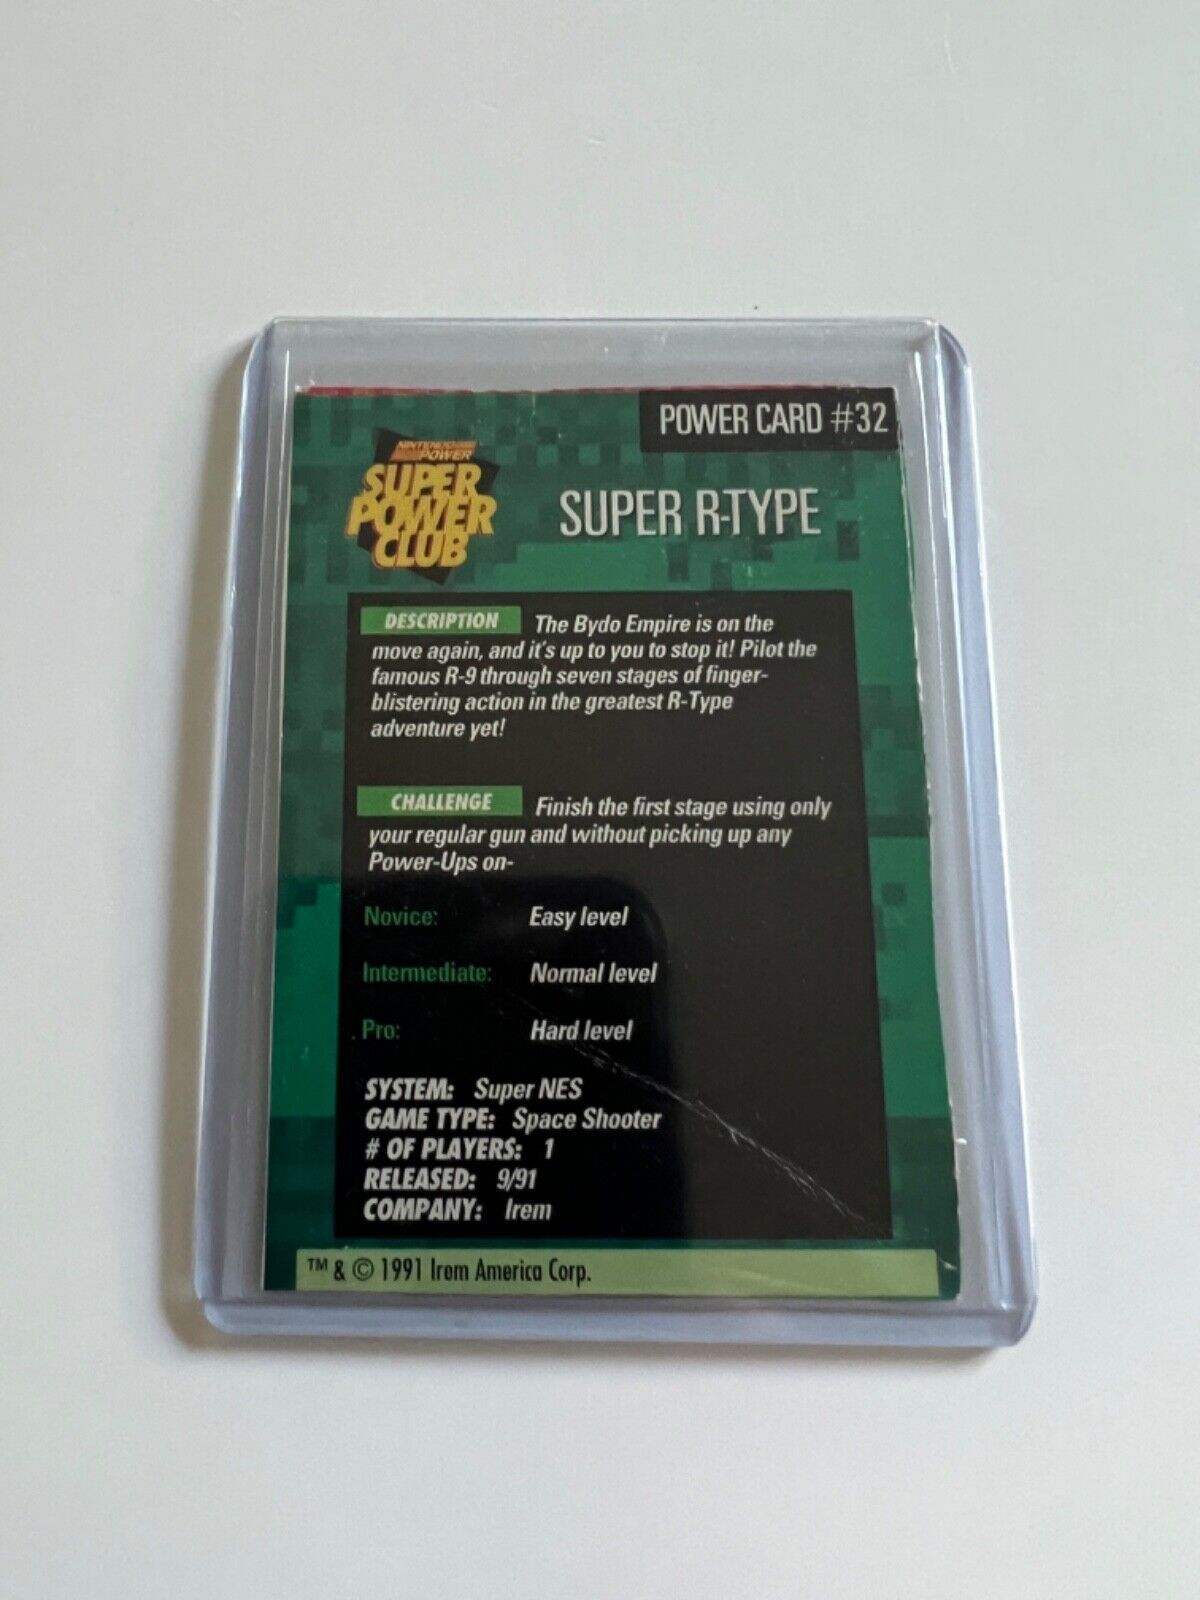 POWER CARD #32
NINTENDO
POWER
SUPER
POWER
CLUB
SUPER R-TYPE
DESCRIPTION The Bydo Empire is on the
move again, and it's up to you to stop it! Pilot the
famous R-9 through seven stages of finger-
blistering action in the greatest R-Type
adventure yet!
CHALLENGE Finish the first stage using only
your regular gun and without picking up any
Power-Ups on-
Novice: Easy level
Intermediate: Normal level
Pro: Hard level
SYSTEM: Super NES
GAME TYPE: Space Shooter
# OF PLAYERS: 1
RELEASED: 9/91
COMPANY: Irem
™ & © 1991 Irem America Corp.